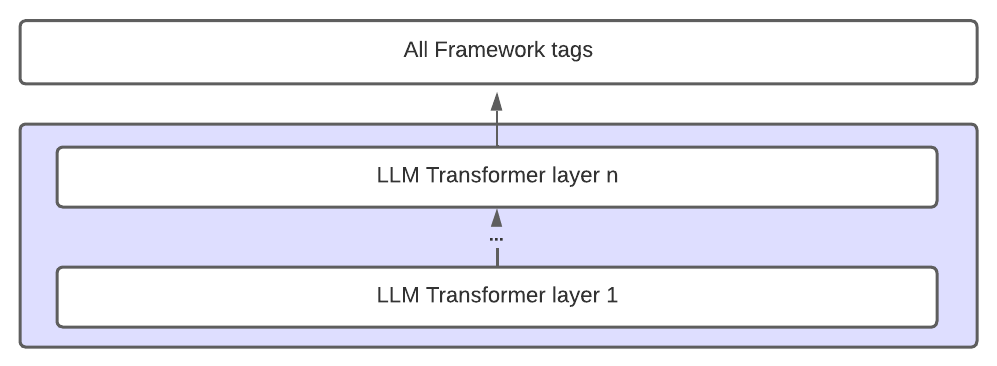 All Framework tags
LLM Transformer layer n
...
LLM Transformer layer 1